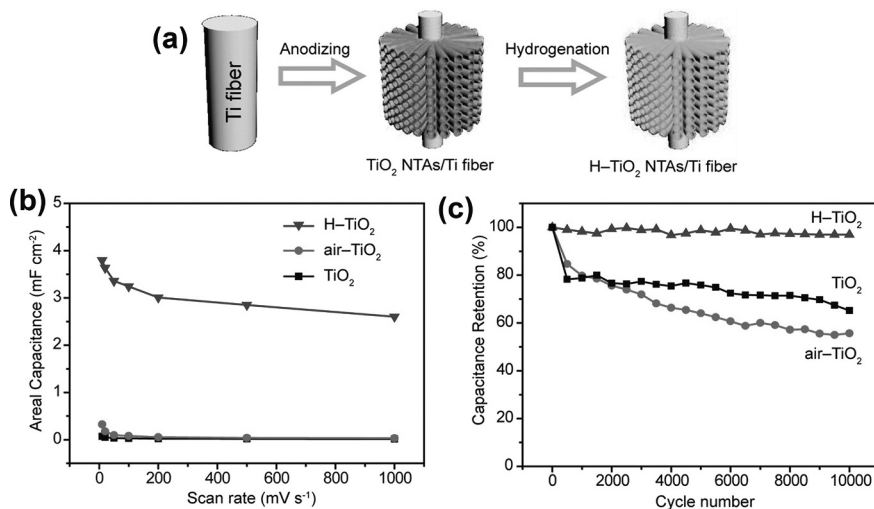 (a)
Ti fiber
Anodizing
TiO₂ NTAs/Ti fiber
Hydrogenation
H–TiO₂ NTAs/Ti fiber
(b)
Areal Capacitance (mF cm⁻²)
5
4
3
2
1
0
H–TiO₂
air–TiO₂
TiO₂
0 200 400 600 800 1000
Scan rate (mV s⁻¹)
(c)
Capacitance Retention (%)
100
80
60
40
20
0
H–TiO₂
TiO₂
air–TiO₂
0 2000 4000 6000 8000 10000
Cycle number